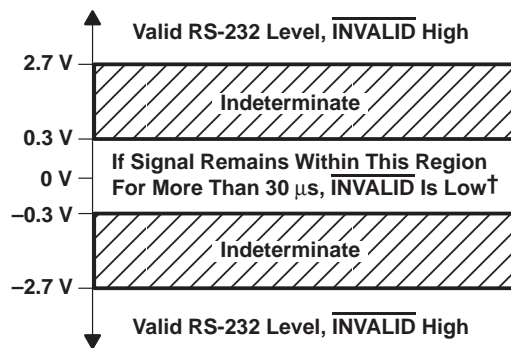 Valid RS-232 Level, INVALID High
2.7 V
Indeterminate
0.3 V
If Signal Remains Within This Region
0 V
For More Than 30 μs, INVALID Is Low†
–0.3 V
Indeterminate
–2.7 V
Valid RS-232 Level, INVALID High